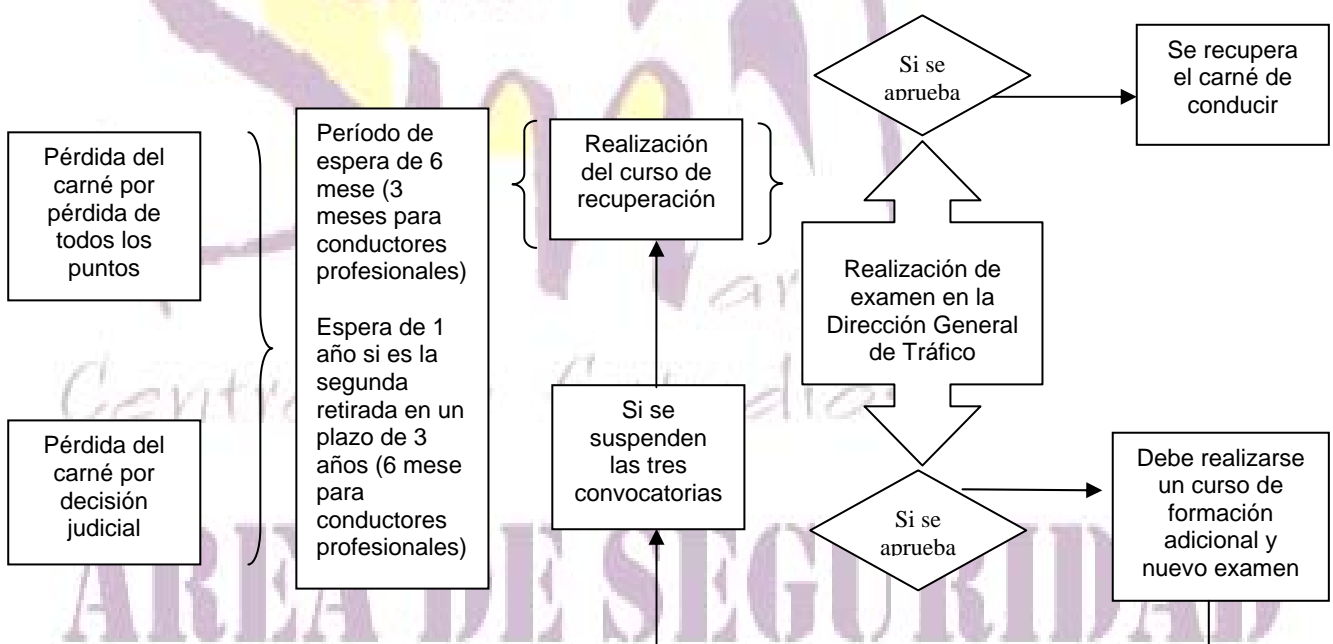 Pérdida del
carné por
pérdida de
todos los
puntos
Pérdida del
carné por
decisión
judicial
Período de
espera de 6
mese (3
meses para
conductores
profesionales)
Espera de 1
año si es la
segunda
retirada en un
plazo de 3
años (6 mese
para
conductores
profesionales)
Realización
del curso de
recuperación
Si se
suspenden
las tres
convocatorias
Si se
aprueba
Realización de
examen en la
Dirección General
de Tráfico
Si se
aprueba
Se recupera
el carné de
conducir
Debe realizarse
un curso de
formación
adicional y
nuevo examen
AREA DE SEGURIDAD